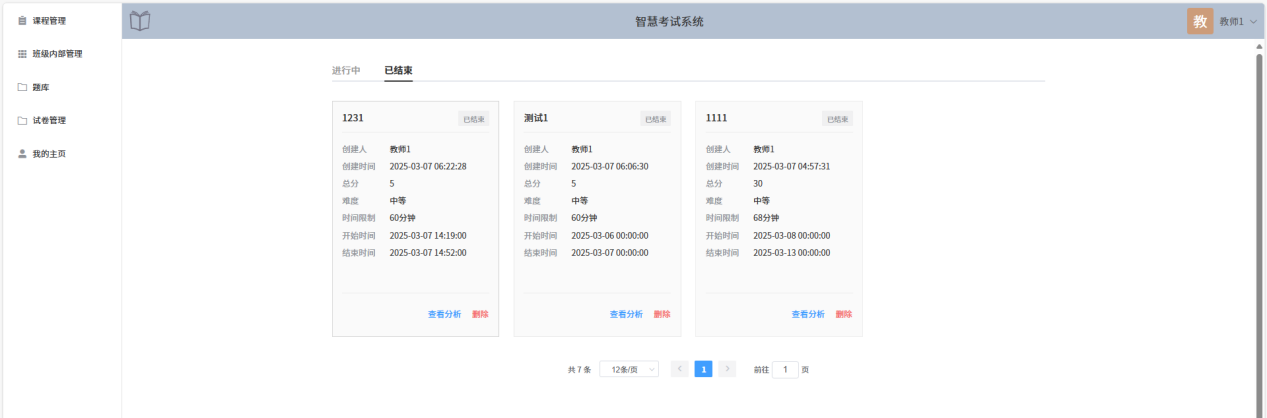 智慧考试系统
教 教师1
课程管理
班级内部管理
题库
试卷管理
我的主页
进行中 已结束
1231 已结束
创建人 教师1
创建时间 2025-03-07 06:22:28
总分 5
难度 中等
时间限制 60分钟
开始时间 2025-03-07 14:19:00
结束时间 2025-03-07 14:52:00
查看分析 删除
测试1 已结束
创建人 教师1
创建时间 2025-03-07 06:06:30
总分 5
难度 中等
时间限制 60分钟
开始时间 2025-03-06 00:00:00
结束时间 2025-03-07 00:00:00
查看分析 删除
1111 已结束
创建人 教师1
创建时间 2025-03-07 04:57:31
总分 30
难度 中等
时间限制 68分钟
开始时间 2025-03-08 00:00:00
结束时间 2025-03-13 00:00:00
查看分析 删除
共 7 条 12条/页 1 前往 1 页